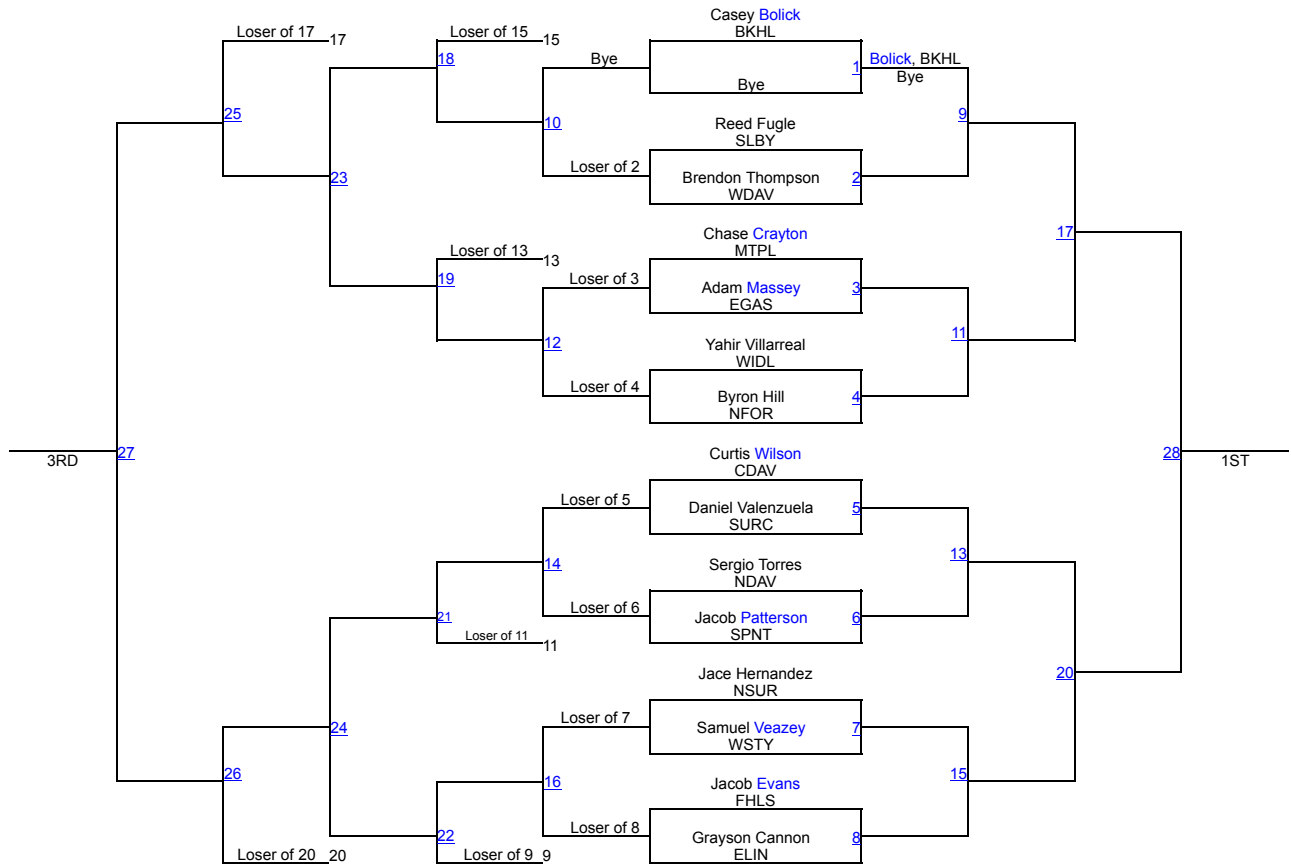 Casey Bolick
BKHL
Loser of 17 17
Loser of 15 15
18
Bye
1
Bolick, BKHL
Bye
Bye
25
10
9
Reed Fugle
SLBY
Loser of 2
Brendon Thompson
WDAV
2
23
Chase Crayton
MTPL
17
Loser of 13 13
19
Loser of 3
Adam Massey
EGAS
3
12
11
Yahir Villarreal
WIDL
Loser of 4
Byron Hill
NFOR
4
3RD
27
Curtis Wilson
CDAV
28
1ST
Loser of 5
Daniel Valenzuela
SURC
5
14
13
Sergio Torres
NDAV
21
Loser of 6
Jacob Patterson
SPNT
6
Loser of 11 11
20
Jace Hernandez
NSUR
24
Loser of 7
Samuel Veazey
WSTY
7
26
16
15
Jacob Evans
FHLS
22
Loser of 8
Grayson Cannon
ELIN
8
Loser of 20 20
Loser of 9 9